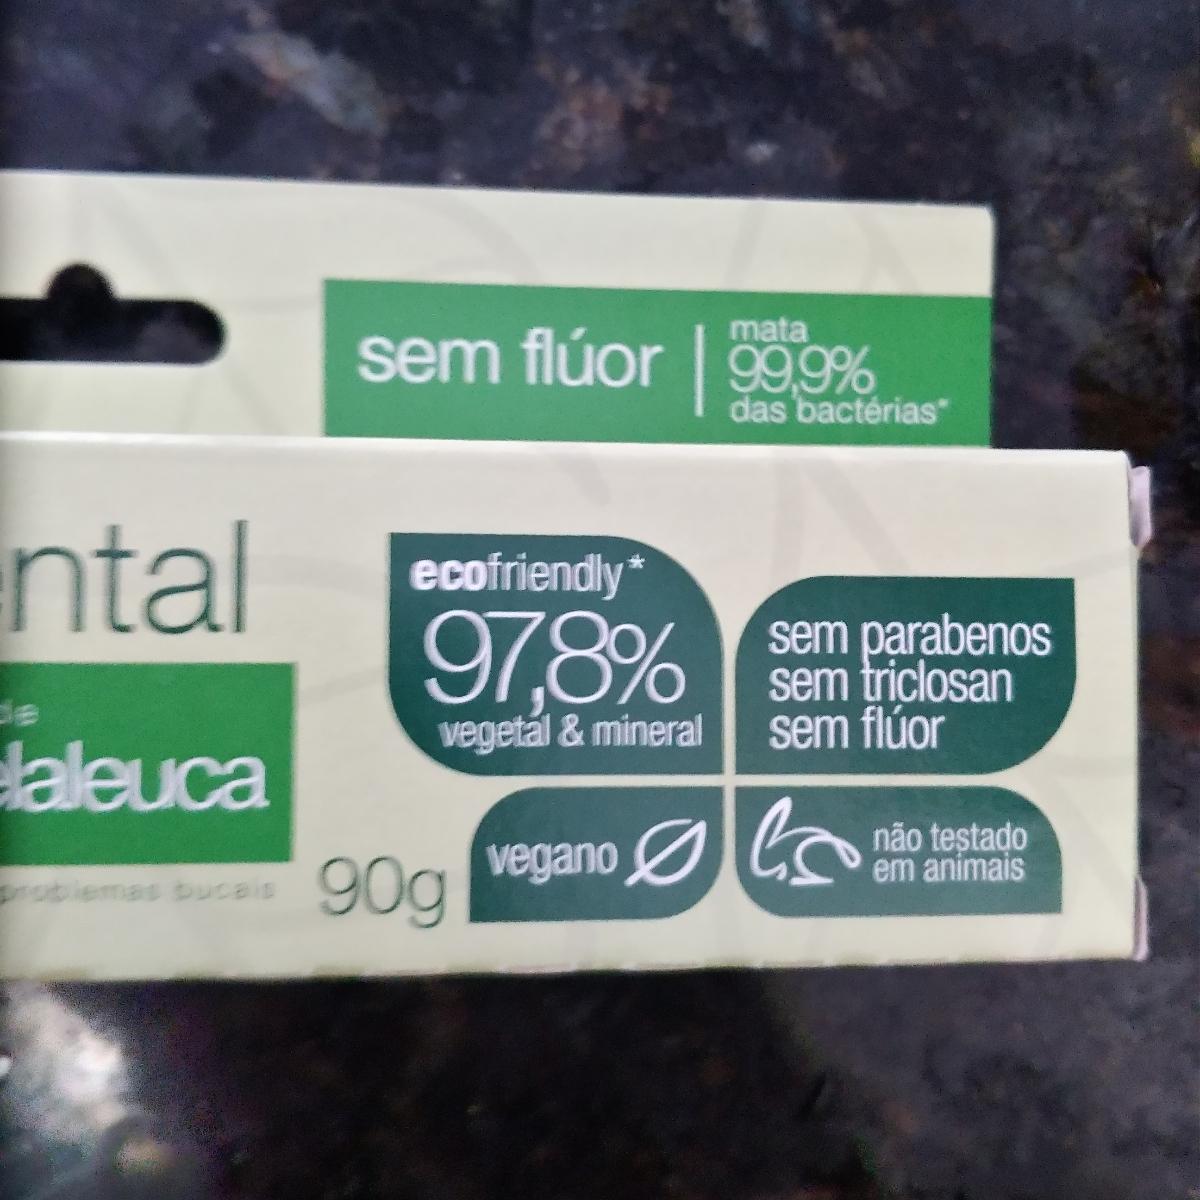 sem flúor
mata
99,9%
das bactérias*
ental
de
elaleuca
problemas bucais
90g
ecofriendly*
97,8%
vegetal & mineral
sem parabenos
sem triclosan
sem flúor
vegano
não testado
em animais